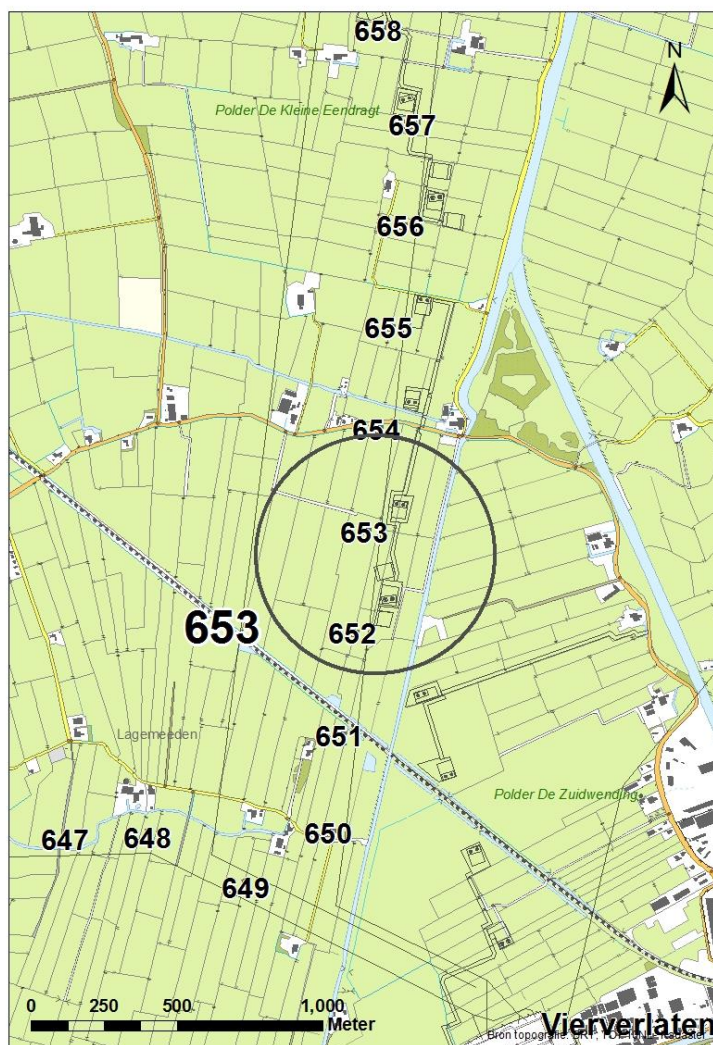 658
N
Polder De Kleine Eendragt
657
656
655
654
653
653
652
651
Lagemeeden
Polder De Zuidwending
647
648
650
649
0 250 500 1,000
Meter
Vierverlaten
Bron topografie: